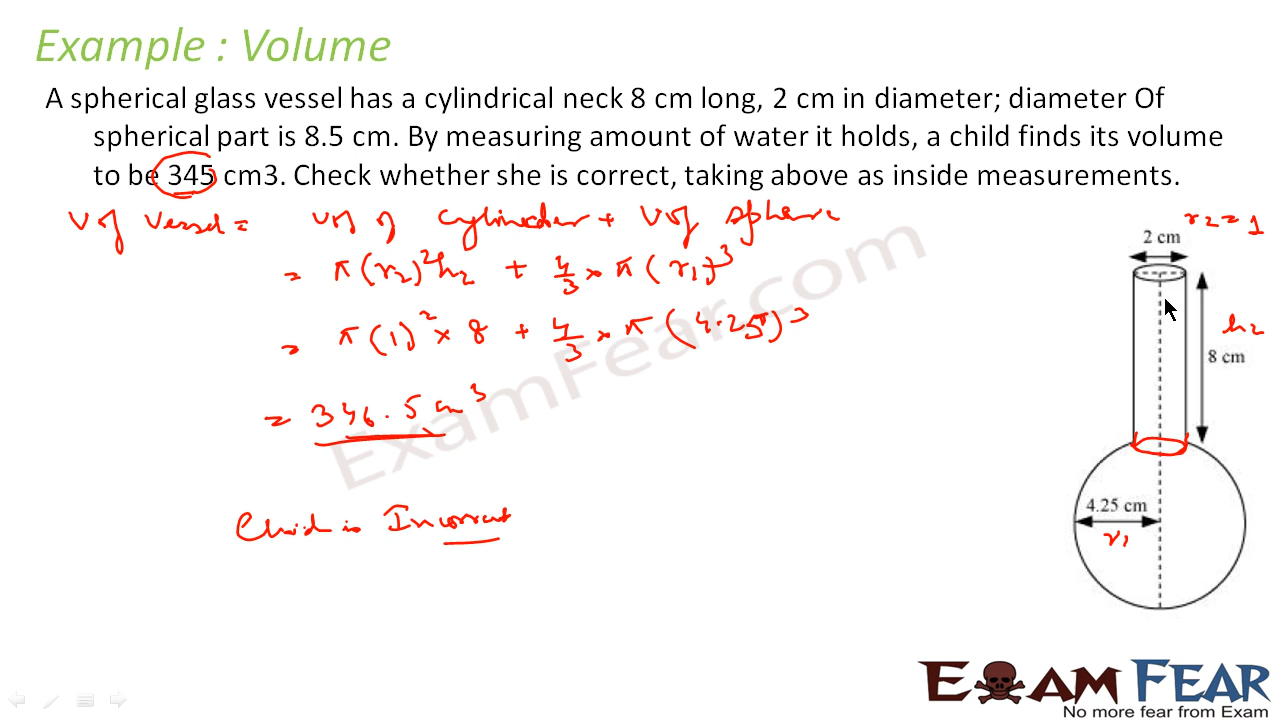 Example : Volume
A spherical glass vessel has a cylindrical neck 8 cm long, 2 cm in diameter; diameter Of
spherical part is 8.5 cm. By measuring amount of water it holds, a child finds its volume
to be 345 cm3. Check whether she is correct, taking above as inside measurements.
V of Vessel = V of cylinder + V of sphere
= π (r2)²h2 + 4/3 × π (r1)³
= π (1)² × 8 + 4/3 × π (4.25)³
= 346.5 cm³
Child is Incorrect
r2 = 1
2 cm
h2
8 cm
4.25 cm
r1
ExamFear.com
EXAM FEAR
No more fear from Exam